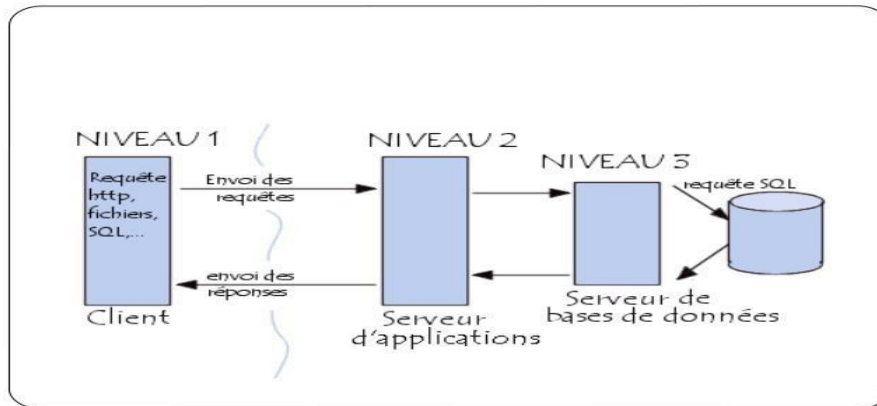 NIVEAU 1
Requête
http,
fichiers,
SQL,...
Client
Envoi des
requêtes
envoi des
réponses
NIVEAU 2
Serveur
d'applications
NIVEAU 3
Serveur de
bases de données
requête SQL